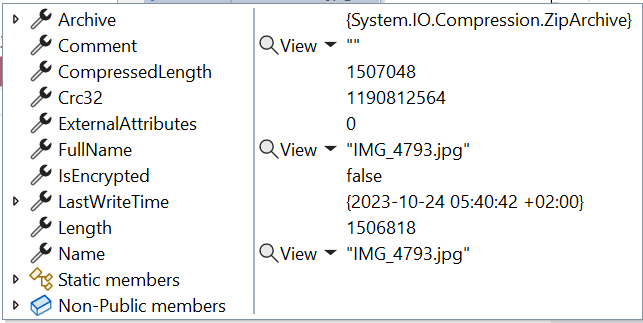 Archive {System.IO.Compression.ZipArchive}
Comment View ""
CompressedLength 1507048
Crc32 1190812564
ExternalAttributes 0
FullName View "IMG_4793.jpg"
IsEncrypted false
LastWriteTime {2023-10-24 05:40:42 +02:00}
Length 1506818
Name View "IMG_4793.jpg"
Static members
Non-Public members